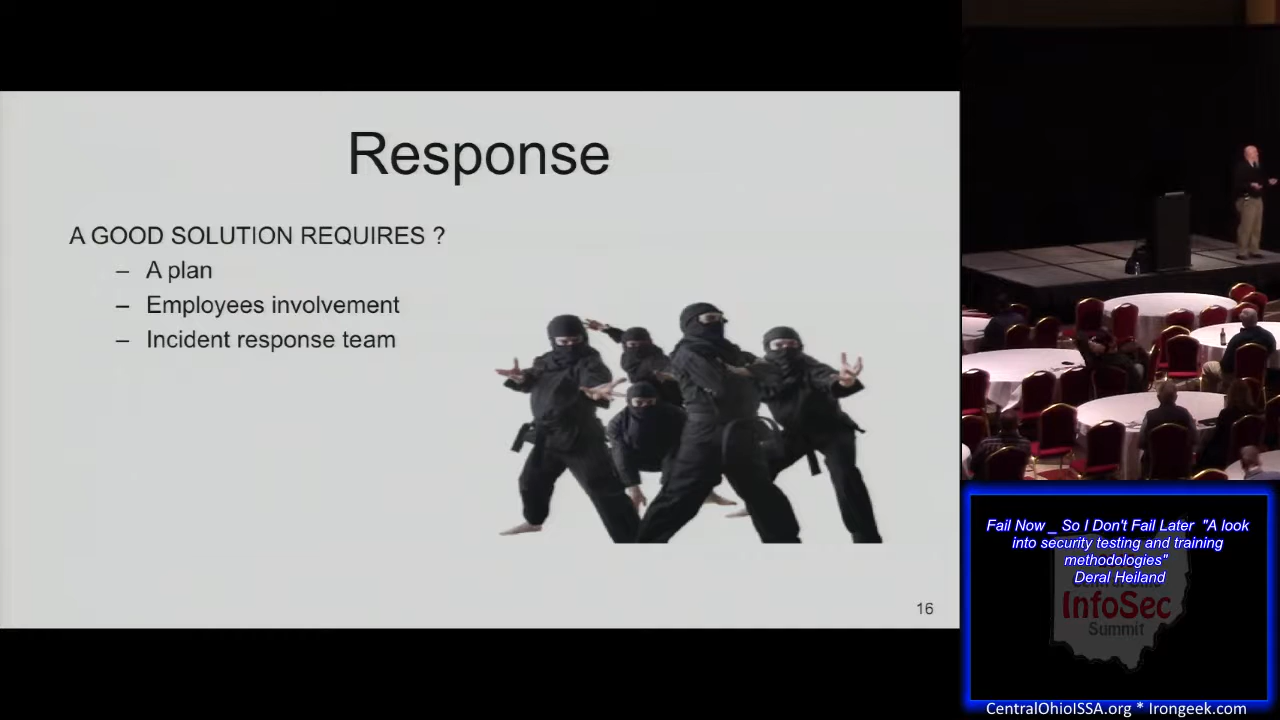 Response
A GOOD SOLUTION REQUIRES ?
– A plan
– Employees involvement
– Incident response team
16
Fail Now _ So I Don't Fail Later "A look
into security testing and training
methodologies"
Deral Heiland
InfoSec
Summit
CentralOhioISSA.org * Irongeek.com